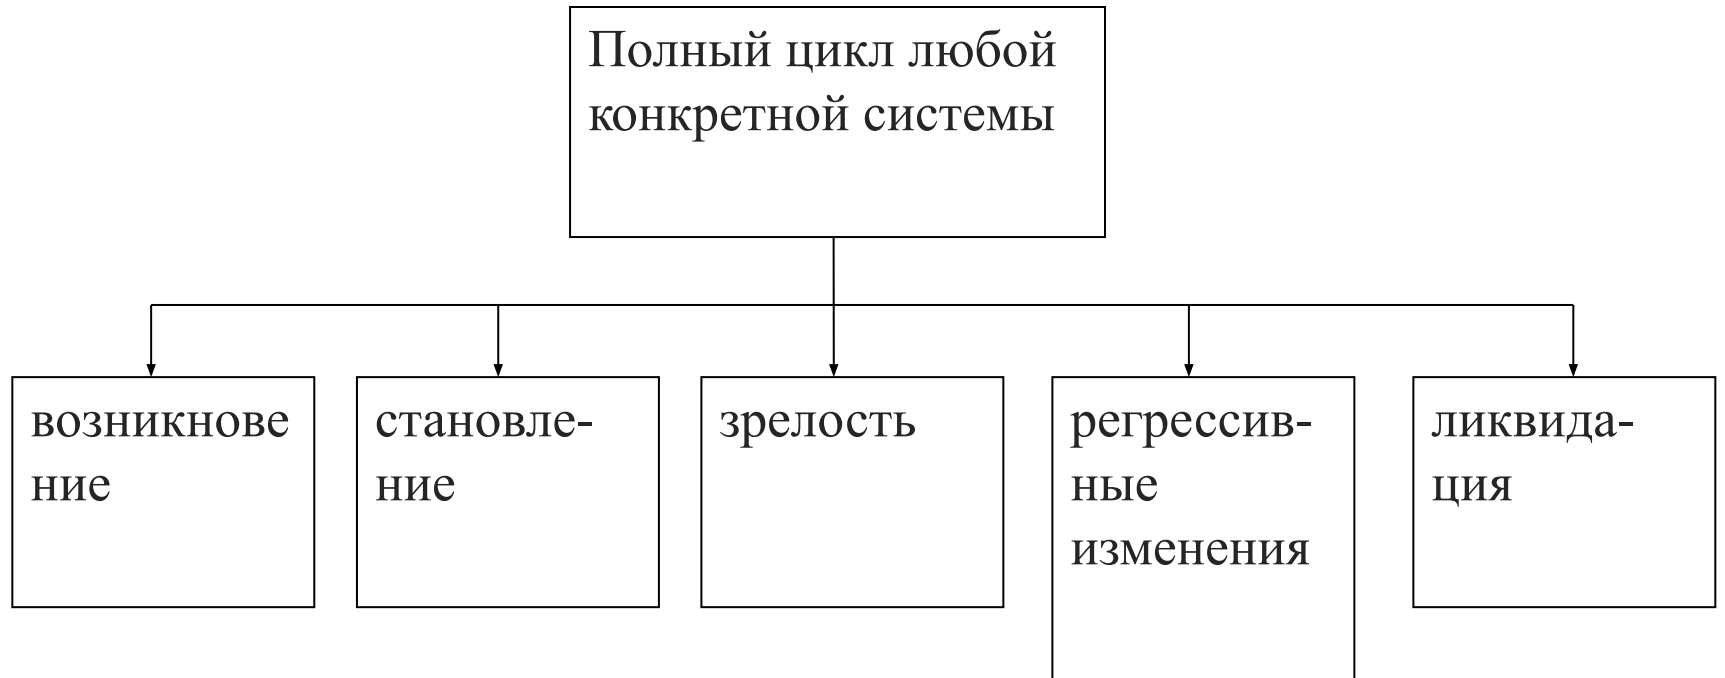 Полный цикл любой
конкретной системы
возникнове
ние
становле-
ние
зрелость
регрессив-
ные
изменения
ликвида-
ция